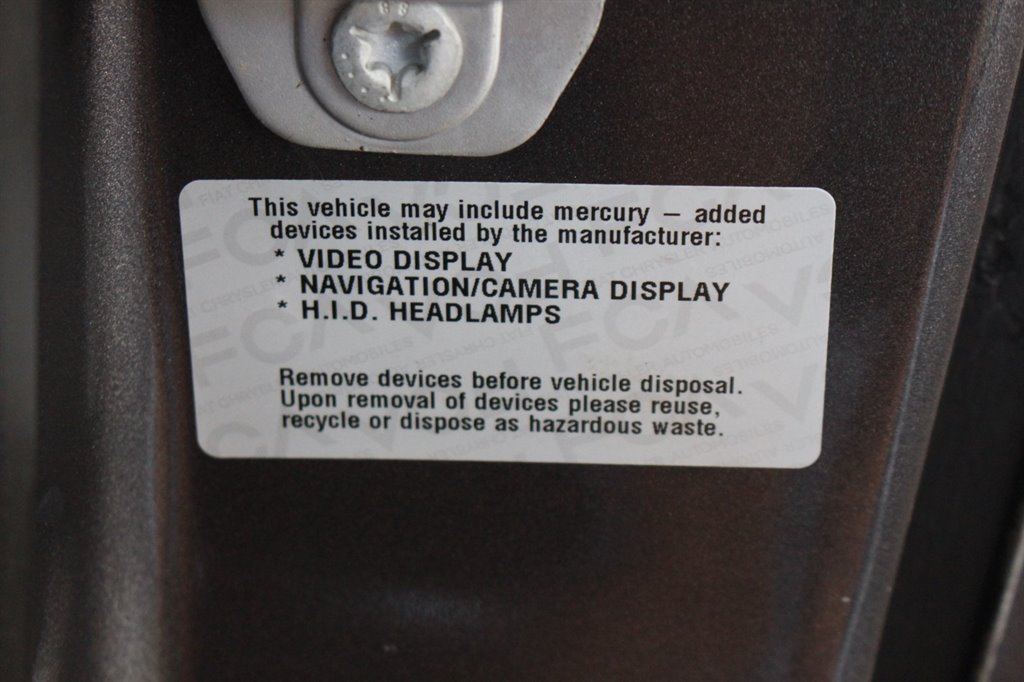 This vehicle may include mercury – added
devices installed by the manufacturer:
* VIDEO DISPLAY
* NAVIGATION/CAMERA DISPLAY
* H.I.D. HEADLAMPS
Remove devices before vehicle disposal.
Upon removal of devices please reuse,
recycle or dispose as hazardous waste.